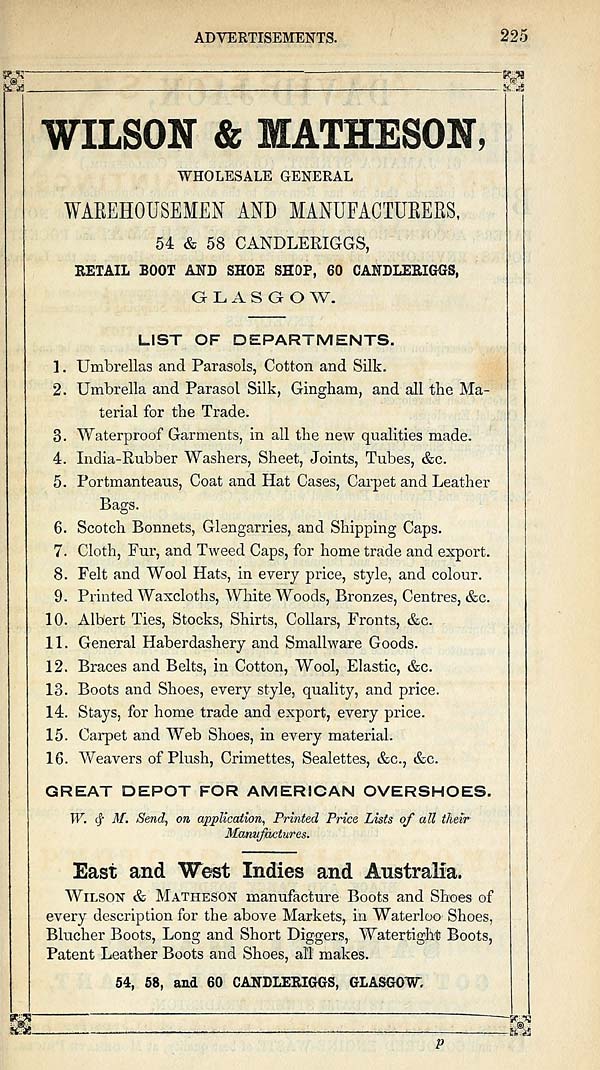 ADVERTISEMENTS. 225
WILSON & MATHESON,
WHOLESALE GENERAL
WAREHOUSEMEN AND MANUFACTURERS,
54 & 58 CANDLERIGGS,
RETAIL BOOT AND SHOE SHOP, 60 CANDLERIGGS,
GLASGOW.
LIST OF DEPARTMENTS.
1. Umbrellas and Parasols, Cotton and Silk.
2. Umbrella and Parasol Silk, Gingham, and all the Ma-
terial for the Trade.
3. Waterproof Garments, in all the new qualities made.
4. India-Rubber Washers, Sheet, Joints, Tubes, &c.
5. Portmanteaus, Coat and Hat Cases, Carpet and Leather
Bags.
6. Scotch Bonnets, Glengarries, and Shipping Caps.
7. Cloth, Fur, and Tweed Caps, for home trade and export.
8. Felt and Wool Hats, in every price, style, and colour.
9. Printed Waxcloths, White Woods, Bronzes, Centres, &c.
10. Albert Ties, Stocks, Shirts, Collars, Fronts, &c.
11. General Haberdashery and Smallware Goods.
12. Braces and Belts, in Cotton, Wool, Elastic, &c.
13. Boots and Shoes, every style, quality, and price.
14. Stays, for home trade and export, every price.
15. Carpet and Web Shoes, in every material.
16. Weavers of Plush, Crimettes, Sealettes, &c., &c.
GREAT DEPOT FOR AMERICAN OVERSHOES.
W. & M. Send, on application, Printed Price Lists of all their
Manufactures.
East and West Indies and Australia.
WILSON & MATHESON manufacture Boots and Shoes of
every description for the above Markets, in Waterloo Shoes,
Blucher Boots, Long and Short Diggers, Watertight Boots,
Patent Leather Boots and Shoes, all makes.
54, 58, and 60 CANDLERIGGS, GLASGOW.
p